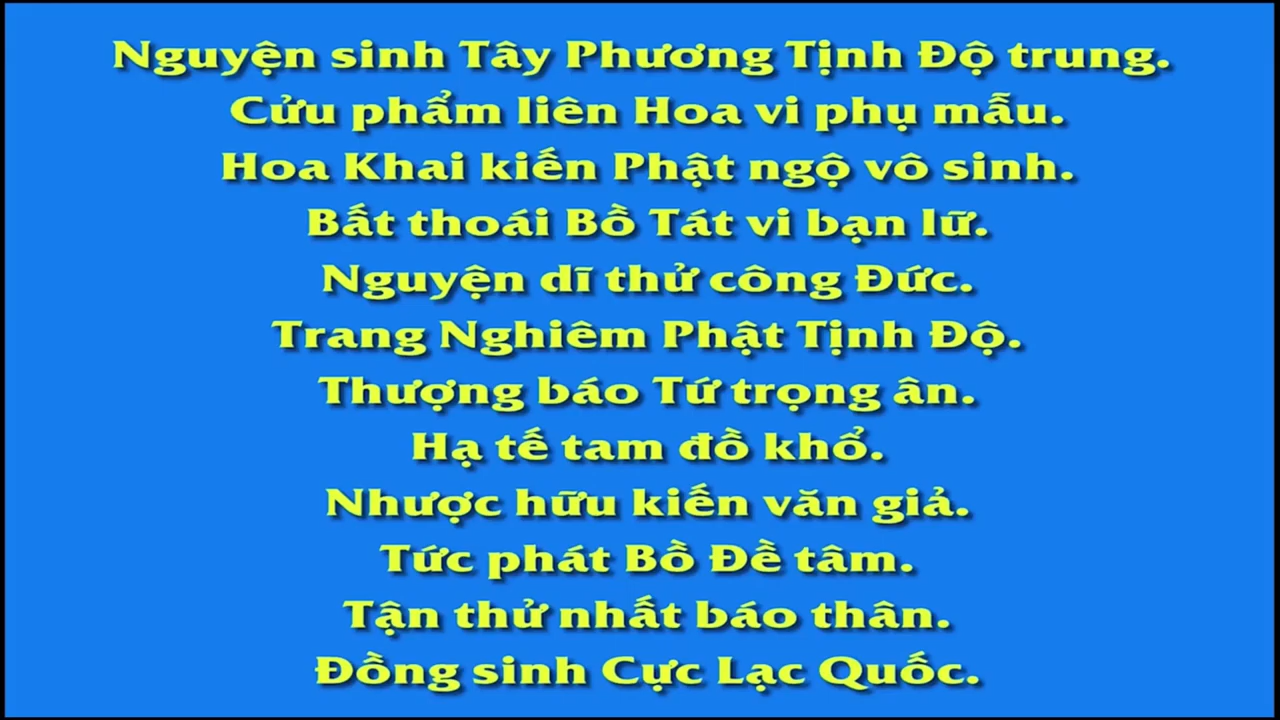 Nguyện sinh Tây Phương Tịnh Độ trung.
Cửu phẩm liên Hoa vi phụ mẫu.
Hoa Khai kiến Phật ngộ vô sinh.
Bất thoái Bồ Tát vi bạn lữ.
Nguyện dĩ thử công Đức.
Trang Nghiêm Phật Tịnh Độ.
Thượng báo Tứ trọng ân.
Hạ tế tam đồ khổ.
Nhược hữu kiến văn giả.
Tức phát Bồ Đề tâm.
Tận thử nhất báo thân.
Đồng sinh Cực Lạc Quốc.